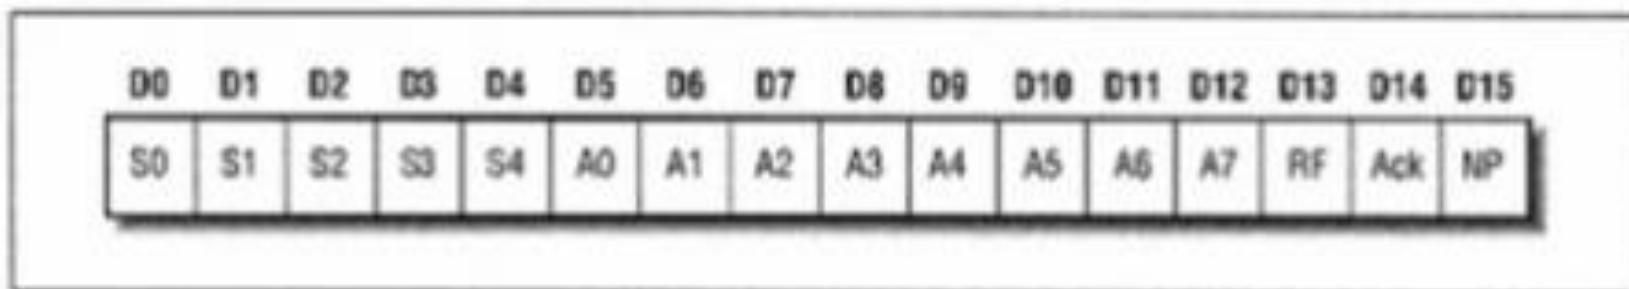 D0 D1 D2 D3 D4 D5 D6 D7 D8 D9 D10 D11 D12 D13 D14 D15
S0 S1 S2 S3 S4 A0 A1 A2 A3 A4 A5 A6 A7 RF Ack NP